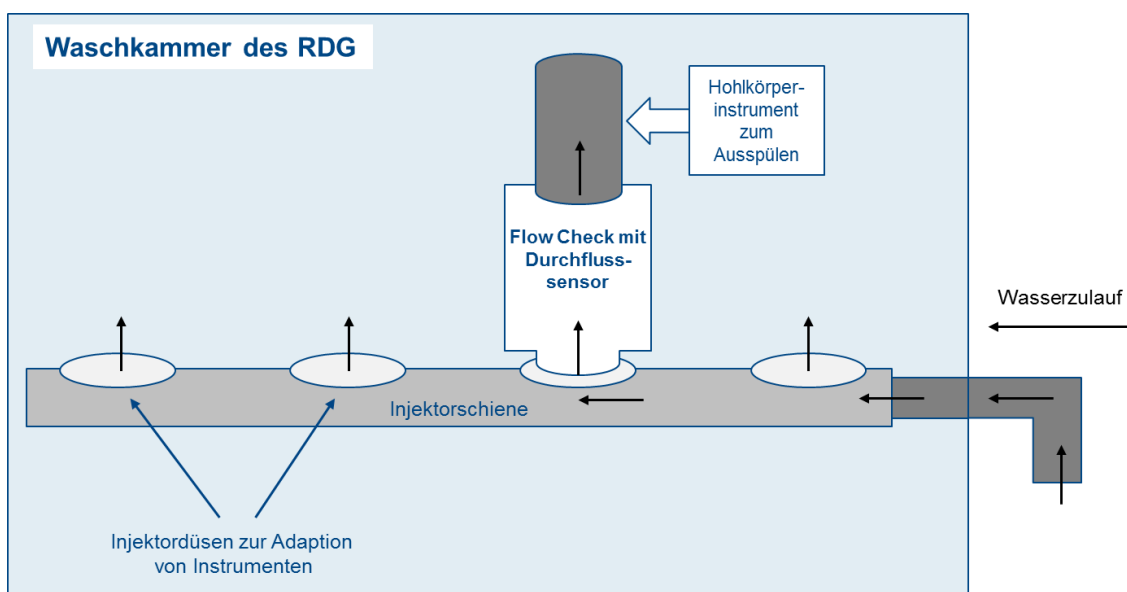 Waschkammer des RDG
Hohlkörper-
instrument
zum
Ausspülen
Flow Check mit
Durchfluss-
sensor
Wasserzulauf
Injektorschiene
Injektordüsen zur Adaption
von Instrumenten